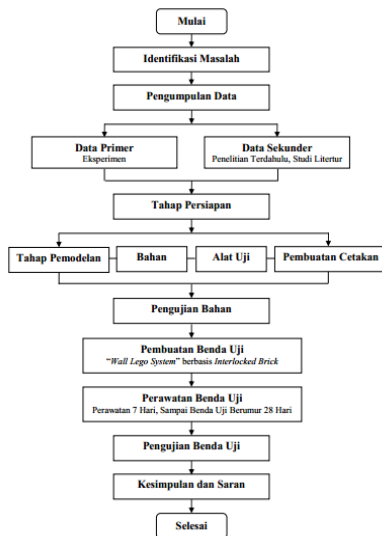 Mulai
Identifikasi Masalah
Pengumpulan Data
Data Primer
Eksperimen
Data Sekunder
Penelitian Terdahulu, Studi Litertur
Tahap Persiapan
Tahap Pemodelan
Bahan
Alat Uji
Pembuatan Cetakan
Pengujian Bahan
Pembuatan Benda Uji
“Wall Lego System” berbasis Interlocked Brick
Perawatan Benda Uji
Perawatan 7 Hari, Sampai Benda Uji Berumur 28 Hari
Pengujian Benda Uji
Kesimpulan dan Saran
Selesai